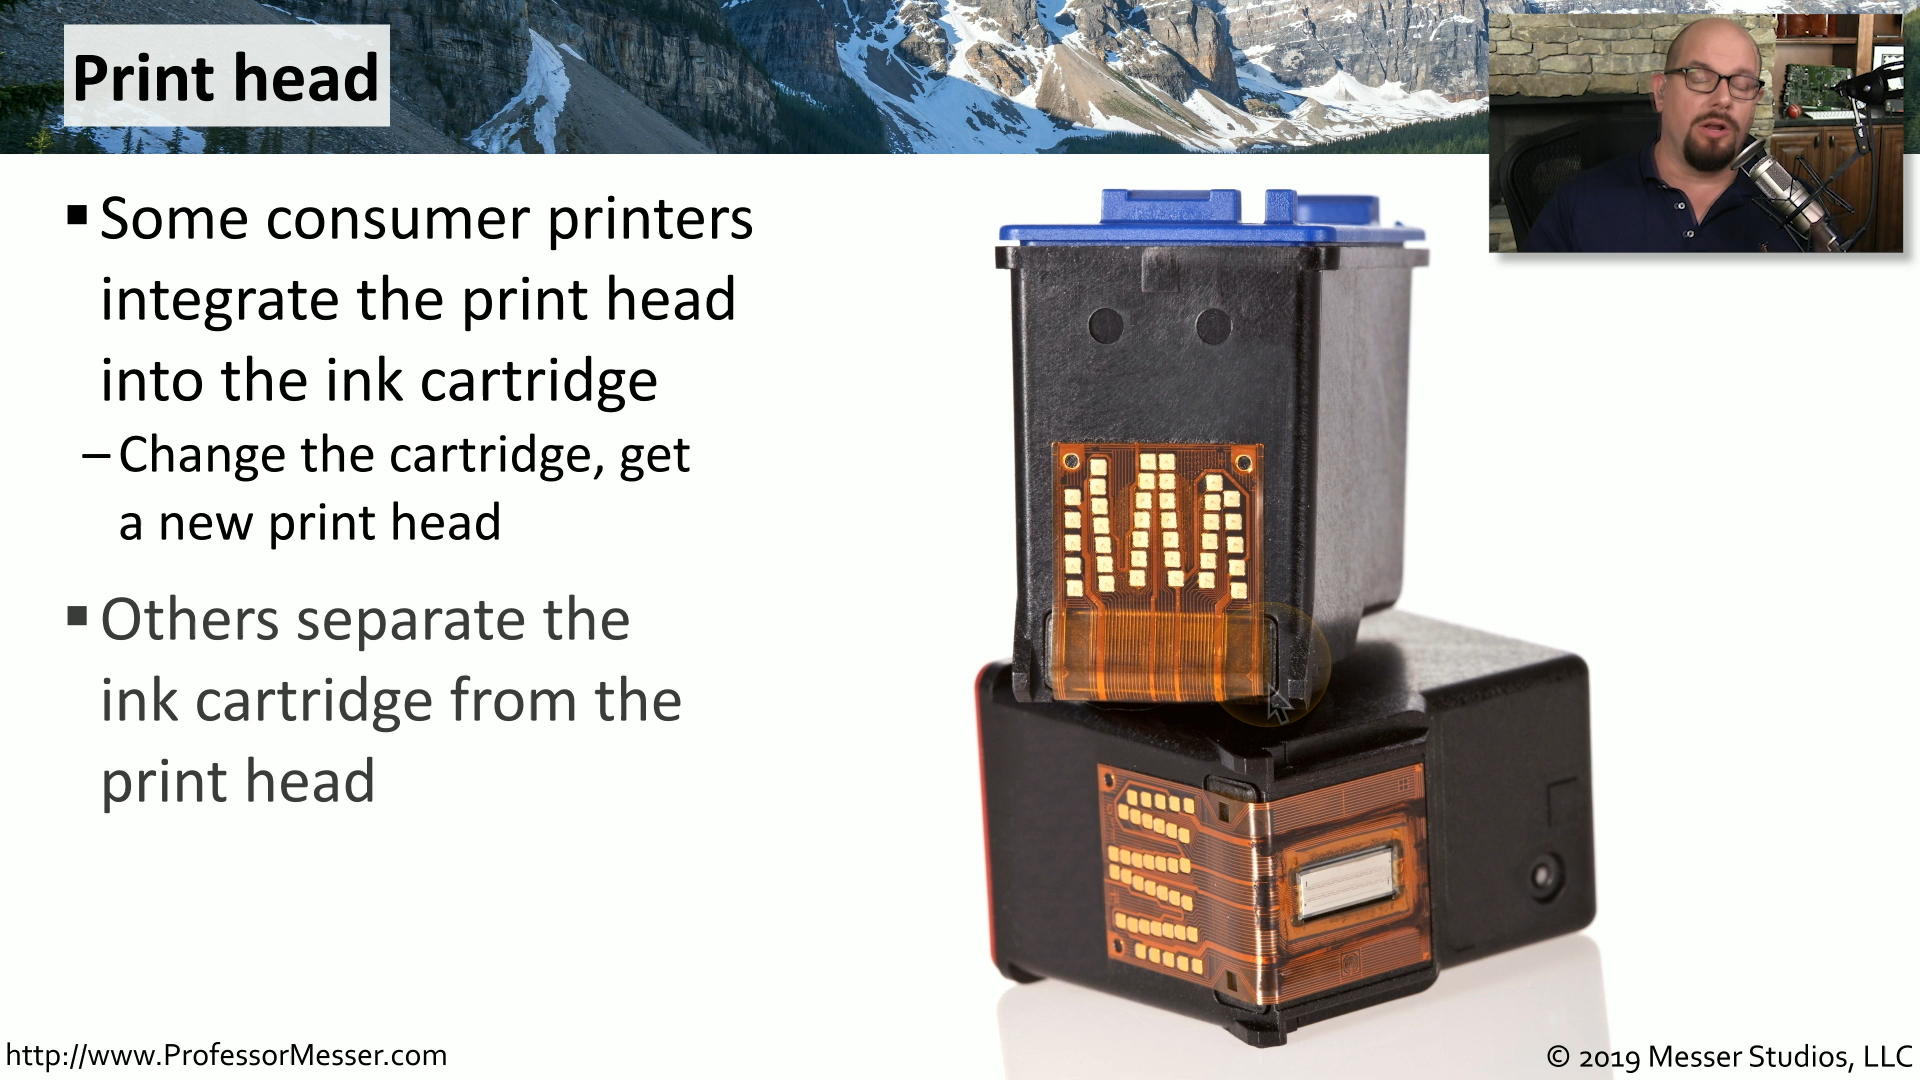 Print head
▪ Some consumer printers
integrate the print head
into the ink cartridge
– Change the cartridge, get
a new print head
▪ Others separate the
ink cartridge from the
print head
http://www.ProfessorMesser.com
© 2019 Messer Studios, LLC